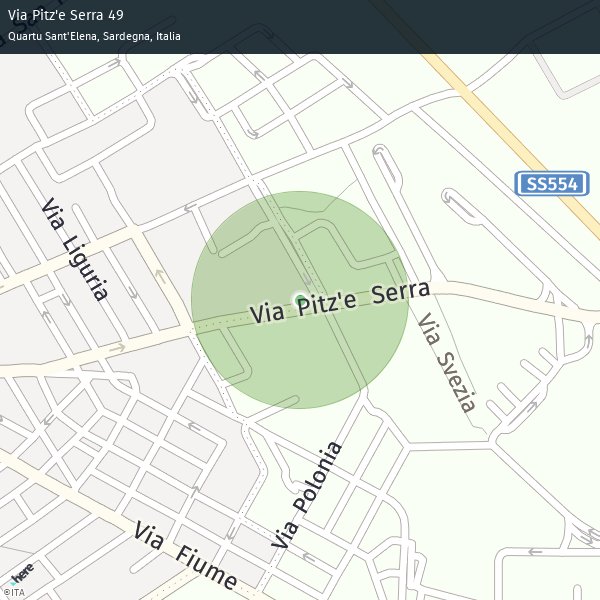 Via Pitz'e Serra 49
Quartu Sant'Elena, Sardegna, Italia
SS554
Via Liguria
Via Pitz'e Serra
Via Svezia
Via Polonia
Via Fiume
here
©ITA